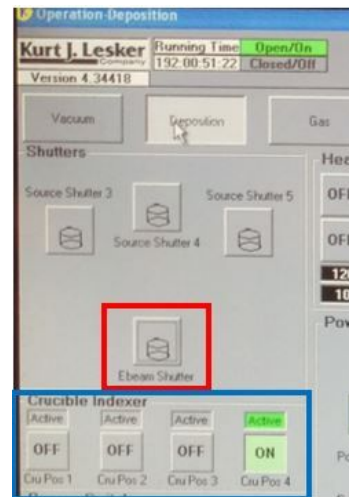 Operation-Deposition
Kurt J. Lesker
Company
Running Time
Open/On
192:00:51:22
Closed/Off
Version 4.34418
Vacuum
Deposition
Gas
Shutters
Source Shutter 3
Source Shutter 4
Source Shutter 5
OFF
OFF
Ebeam Shutter
Crucible Indexer
Active
Active
Active
Active
OFF
OFF
OFF
ON
Cru Pos 1
Cru Pos 2
Cru Pos 3
Cru Pos 4